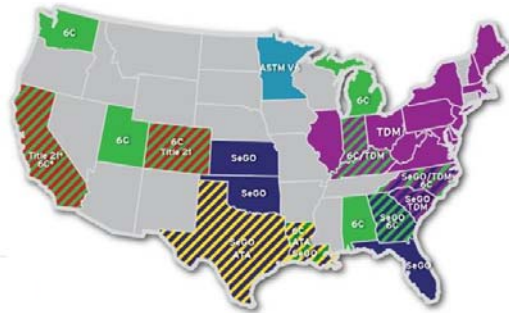 6C
ASTM V6
6C
TDM
6C
6C
Title 21
SeGO
6C/TDM
Title 21*
6C*
SeGO/TDM
6C
SeGO
SeGO
TDM
SeGO
ATA
6C
ATA
SeGO
6C
SeGO
6C
SeGO